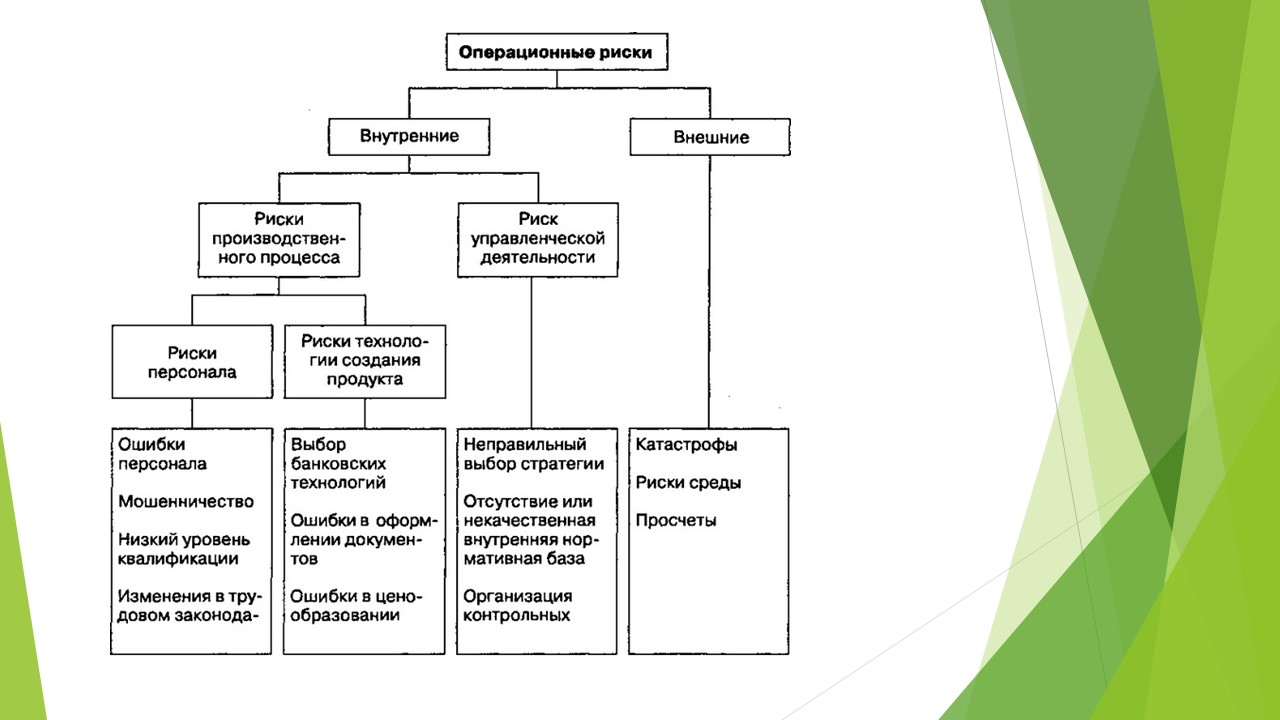 Операционные риски
Внутренние
Внешние
Риски
производствен-
ного процесса
Риск
управленческой
деятельности
Риски
персонала
Риски техноло-
гии создания
продукта
Ошибки
персонала
Мошенничество
Низкий уровень
квалификации
Изменения в тру-
довом законода-
Выбор
банковских
технологий
Ошибки в оформ-
лении докумен-
тов
Ошибки в цено-
образовании
Неправильный
выбор стратегии
Отсутствие или
некачественная
внутренняя нор-
мативная база
Организация
контрольных
Катастрофы
Риски среды
Просчеты